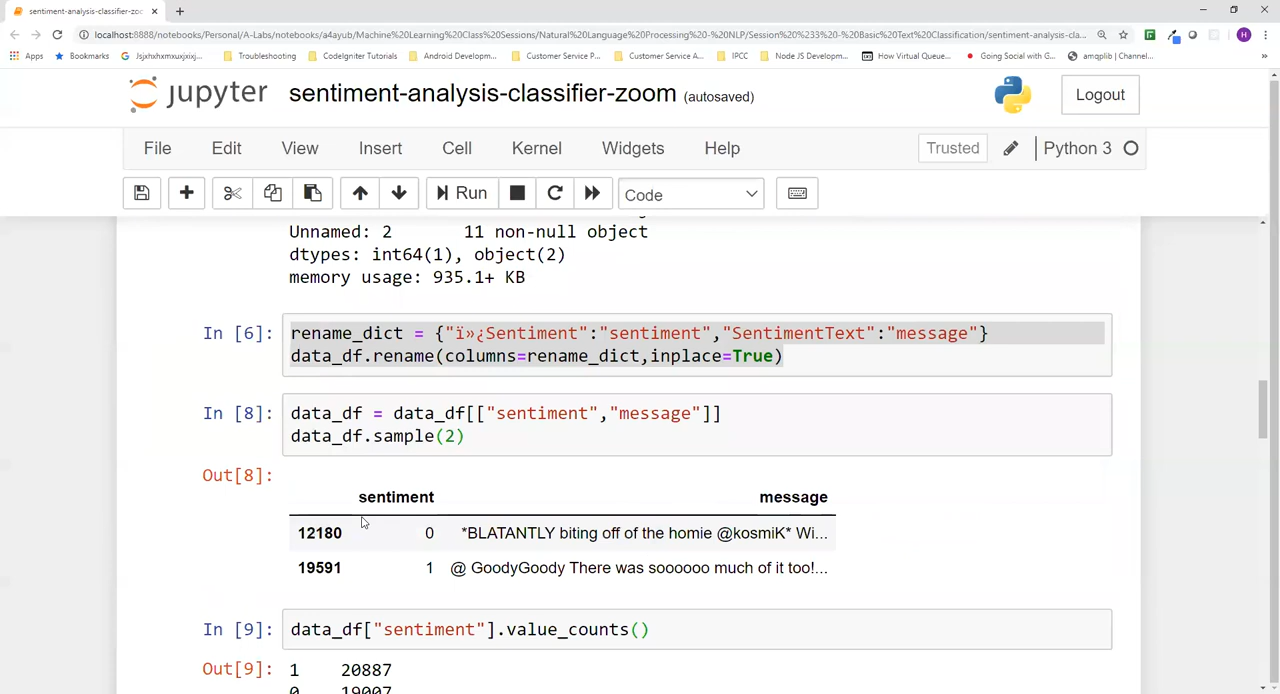 sentiment-analysis-classifier-zoo
localhost:8888/notebooks/Personal/A-Labs/notebooks/a4ayub/Machine%20Learning%20Class%20Sessions/Natural%20Language%20Processing%20-%20NLP/Session%20%233%20-%20Basic%20Text%20Classification/sentiment-analysis-cla...
Apps Bookmarks Jsjxhxhmxuxjxixj... Troubleshooting CodeIgniter Tutorials Android Developm... Customer Service P... Customer Service A... IPCC Node JS Developm... How Virtual Queue... Going Social with G... amqplib | Channel... »
jupyter sentiment-analysis-classifier-zoom (autosaved) Logout
File Edit View Insert Cell Kernel Widgets Help Trusted Python 3
Run Code
Unnamed: 2 11 non-null object
dtypes: int64(1), object(2)
memory usage: 935.1+ KB
In [6]: rename_dict = {"ï»¿Sentiment":"sentiment","SentimentText":"message"}
data_df.rename(columns=rename_dict,inplace=True)
In [8]: data_df = data_df[["sentiment","message"]]
data_df.sample(2)
Out[8]:
sentiment message
12180 0 *BLATANTLY biting off of the homie @kosmiK* Wi...
19591 1 @ GoodyGoody There was soooooo much of it too!...
In [9]: data_df["sentiment"].value_counts()
Out[9]: 1 20887
0 19007